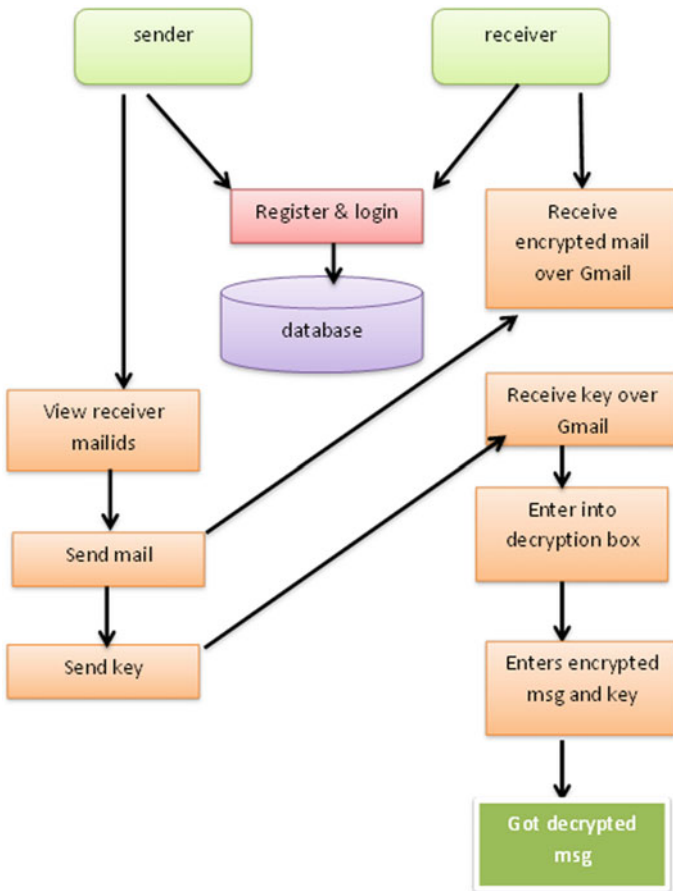 sender
receiver
Register & login
Receive
encrypted mail
over Gmail
database
View receiver
mailids
Receive key over
Gmail
Send mail
Enter into
decryption box
Send key
Enters encrypted
msg and key
Got decrypted
msg